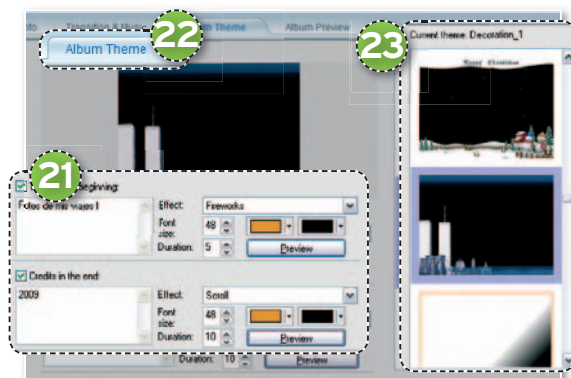 Transition & Music
Theme
Album Preview
22
Album Theme
23
Current theme: Decoration_1
Merry Christmas
21
eginning:
Fotos de mis viajes I
Effect:
Fireworks
Font size:
48
Duration:
5
Preview
Credits in the end:
2009
Effect:
Scroll
Font size:
48
Duration:
10
Preview
Duration:
10
Preview